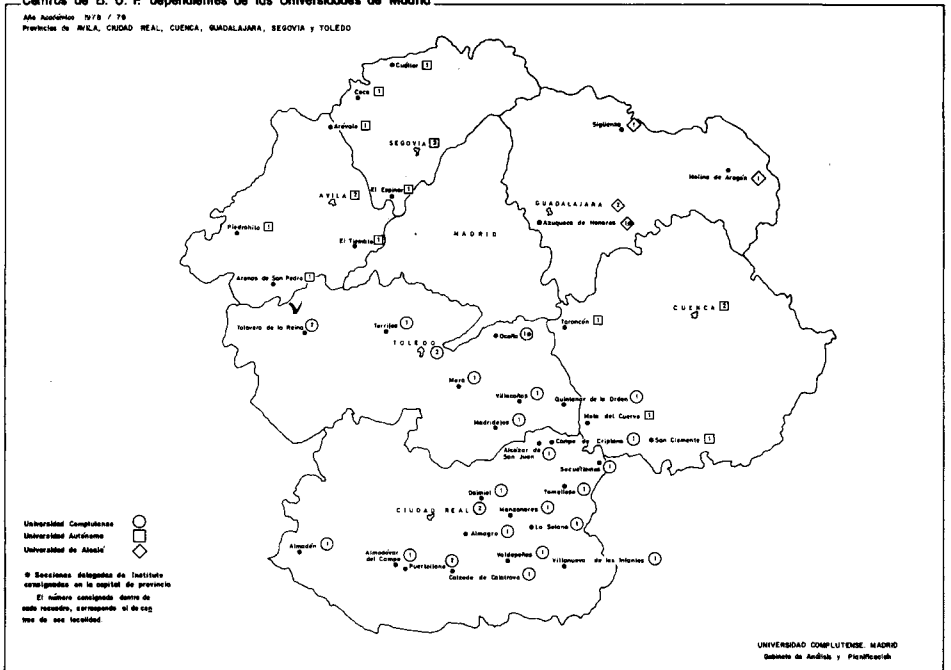 Centros de B. U. P. dependientes de las Universidades de Madrid
Año Académico 1978 / 79
Provincias de AVILA, CIUDAD REAL, CUENCA, GUADALAJARA, SEGOVIA y TOLEDO
Cuéllar 1
Coca 1
Arévalo 1
SEGOVIA 3
Sigüenza 1
Molina de Aragón 1
El Espinar 1
AVILA 2
GUADALAJARA 2
Azuqueca de Henares
Piedrahita 1
MADRID
El Tiemblo 1
Arenas de San Pedro 1
CUENCA 2
Talavera de la Reina 2
Torrijos 1
Tarancón 1
Ocaña
TOLEDO 2
Mora 1
Villacañas 1
Quintanar de la Orden 1
Mota del Cuervo 1
Madridejos 1
Campo de Criptana 1
San Clemente 1
Alcázar de
San Juan 1
Socuéllamos 1
Daimiel 1
Tomelloso 1
CIUDAD REAL 2
Manzanares 1
La Solana 1
Almagro 1
Almadén 1
Almodóvar
del Campo 1
Puertollano 2
Valdepeñas 1
Villanueva de los Infantes 1
Calzada de Calatrava 1
Universidad Complutense
Universidad Autónoma
Universidad de Alcalá
Secciones delegadas de Instituto
consignadas en la capital de provincia
El número consignado dentro de
cada recuadro, corresponde al de cen
tros de esa localidad
UNIVERSIDAD COMPLUTENSE. MADRID
Gabinete de Análisis y Planificación